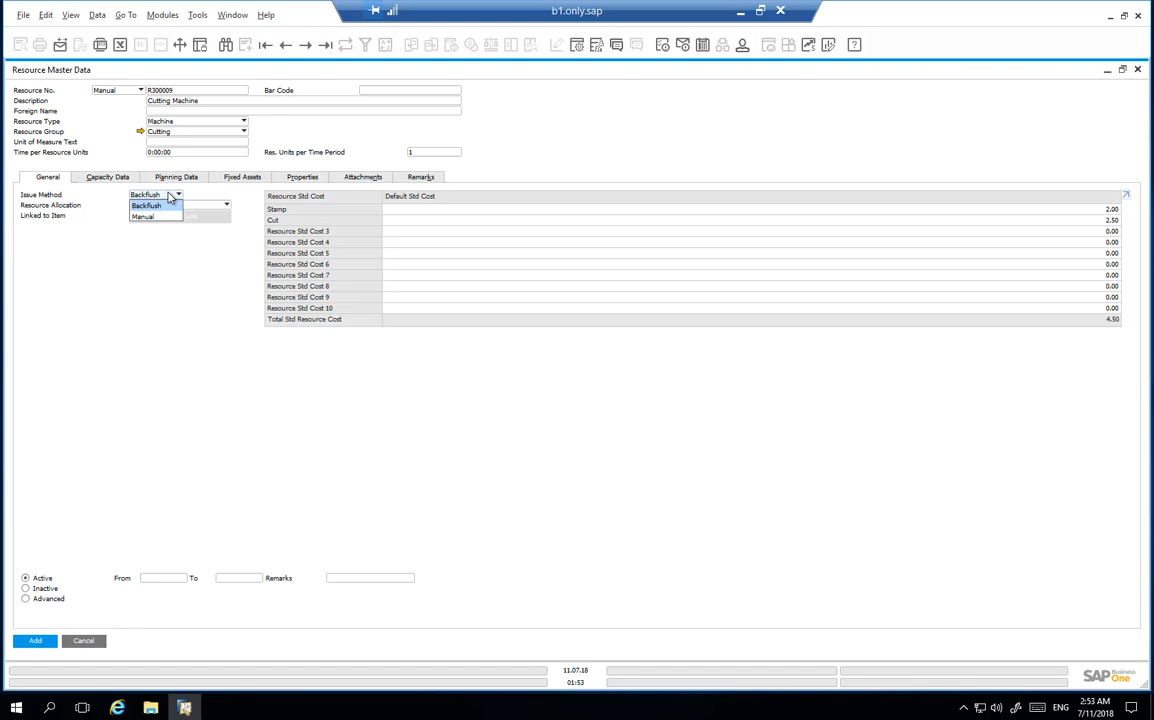 b1.only.sap
File Edit View Data Go To Modules Tools Window Help
Resource Master Data
Resource No. Manual R300009 Bar Code
Description Cutting Machine
Foreign Name
Resource Type Machine
Resource Group Cutting
Unit of Measure Text
Time per Resource Units 0:00:00 Res. Units per Time Period 1
General Capacity Data Planning Data Fixed Assets Properties Attachments Remarks
Issue Method Backflush
Backflush
Manual
Resource Allocation
Linked to Item
Resource Std Cost Default Std Cost
Stamp 2.00
Cut 2.50
Resource Std Cost 3 0.00
Resource Std Cost 4 0.00
Resource Std Cost 5 0.00
Resource Std Cost 6 0.00
Resource Std Cost 7 0.00
Resource Std Cost 8 0.00
Resource Std Cost 9 0.00
Resource Std Cost 10 0.00
Total Std Resource Cost 4.50
Active From To Remarks
Inactive
Advanced
Add Cancel
11.07.18
01:53
SAP Business One
ENG
2:53 AM
7/11/2018